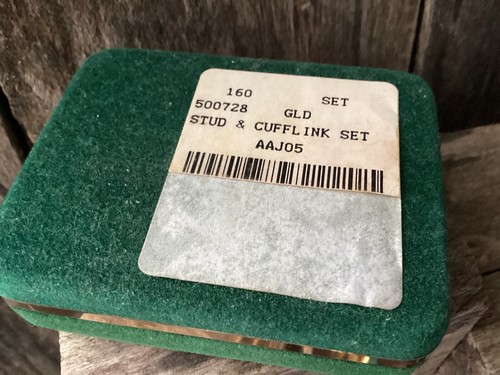 160 SET
500728 GLD
STUD & CUFFLINK SET
AAJ05